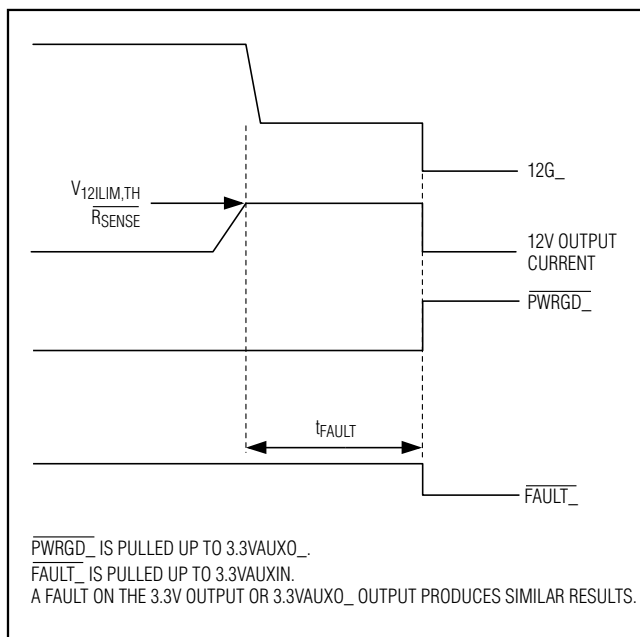 12G_
V12ILIM,TH
RSENSE
12V OUTPUT
CURRENT
PWRGD_
tFAULT
FAULT_
PWRGD_ IS PULLED UP TO 3.3VAUXO_.
FAULT_ IS PULLED UP TO 3.3VAUXIN.
A FAULT ON THE 3.3V OUTPUT OR 3.3VAUXO_ OUTPUT PRODUCES SIMILAR RESULTS.